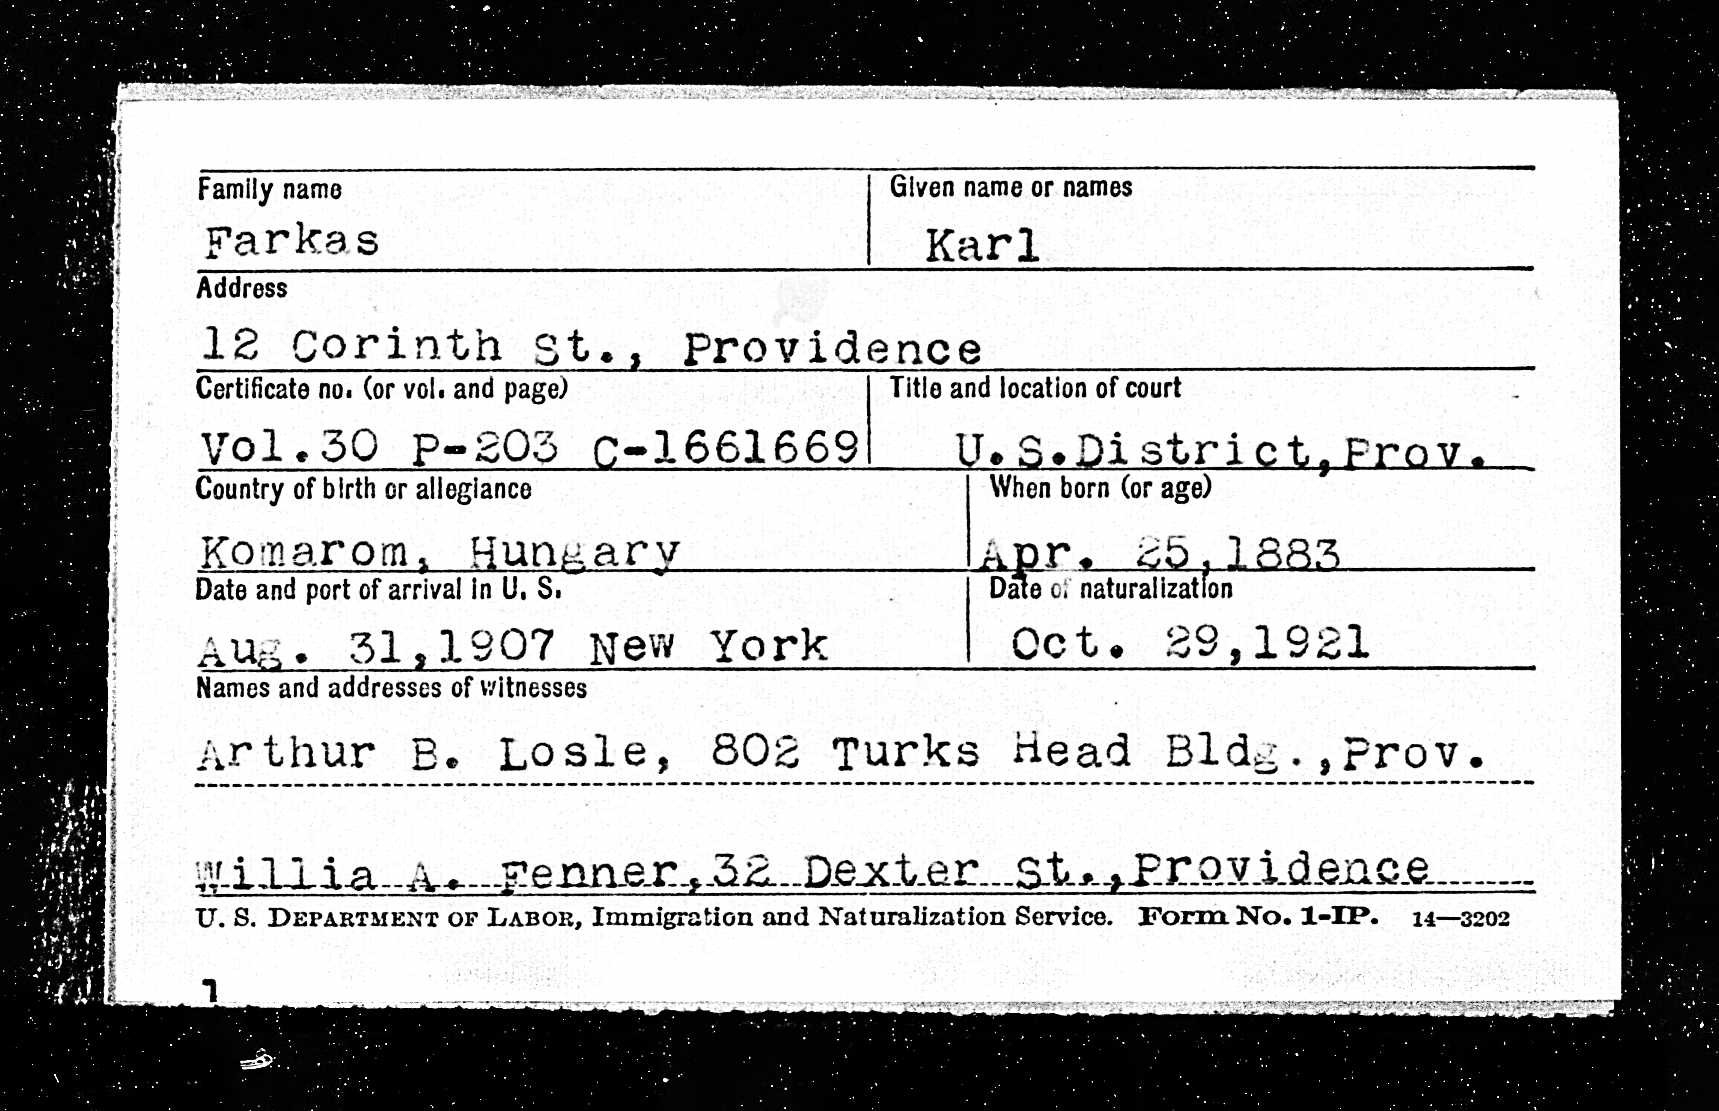 Family name Given name or names
Farkas Karl
Address
12 Corinth St., Providence
Certificate no. (or vol. and page) Title and location of court
Vol.30 P-203 C-1661669 U.S.District,Prov.
Country of birth or allegiance When born (or age)
Komarom, Hungary Apr. 25,1883
Date and port of arrival in U. S. Date of naturalization
Aug. 31,1907 New York Oct. 29,1921
Names and addresses of witnesses
Arthur B. Losle, 802 Turks Head Bldg.,Prov.
Willia A. Fenner,32 Dexter St.,Providence
U. S. DEPARTMENT OF LABOR, Immigration and Naturalization Service. Form No. 1-IP. 14—3202